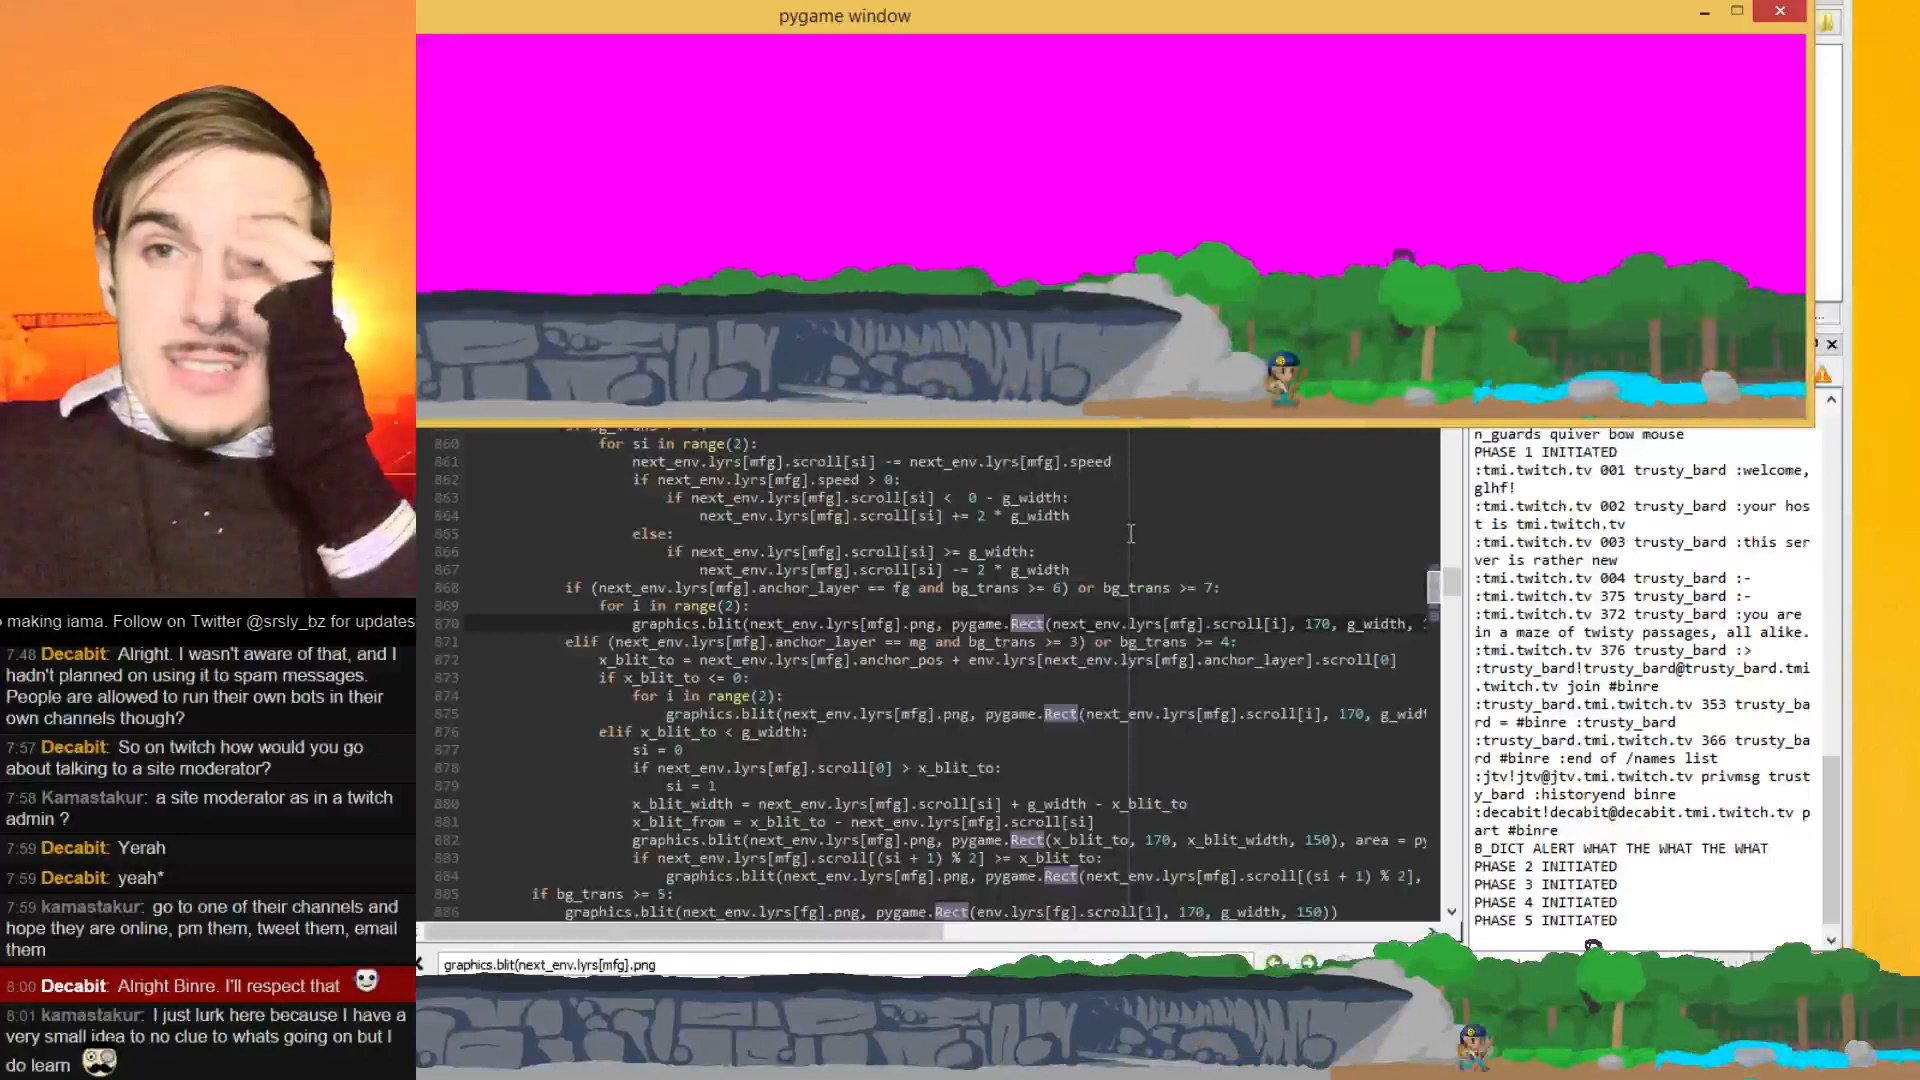 pygame window
860 for si in range(2):
861 next_env.lyrs[mfg].scroll[si] -= next_env.lyrs[mfg].speed
862 if next_env.lyrs[mfg].speed > 0:
863 if next_env.lyrs[mfg].scroll[si] < 0 - g_width:
864 next_env.lyrs[mfg].scroll[si] += 2 * g_width
865 else:
866 if next_env.lyrs[mfg].scroll[si] >= g_width:
867 next_env.lyrs[mfg].scroll[si] -= 2 * g_width
868 if (next_env.lyrs[mfg].anchor_layer == fg and bg_trans >= 6) or bg_trans >= 7:
869 for i in range(2):
870 graphics.blit(next_env.lyrs[mfg].png, pygame.Rect(next_env.lyrs[mfg].scroll[i], 170, g_width,
871 elif (next_env.lyrs[mfg].anchor_layer == mg and bg_trans >= 3) or bg_trans >= 4:
872 x_blit_to = next_env.lyrs[mfg].anchor_pos + env.lyrs[next_env.lyrs[mfg].anchor_layer].scroll[0]
873 if x_blit_to <= 0:
874 for i in range(2):
875 graphics.blit(next_env.lyrs[mfg].png, pygame.Rect(next_env.lyrs[mfg].scroll[i], 170, g_widt
876 elif x_blit_to < g_width:
877 si = 0
878 if next_env.lyrs[mfg].scroll[0] > x_blit_to:
879 si = 1
880 x_blit_width = next_env.lyrs[mfg].scroll[si] + g_width - x_blit_to
881 x_blit_from = x_blit_to - next_env.lyrs[mfg].scroll[si]
882 graphics.blit(next_env.lyrs[mfg].png, pygame.Rect(x_blit_to, 170, x_blit_width, 150), area = py
883 if next_env.lyrs[mfg].scroll[(si + 1) % 2] >= x_blit_to:
884 graphics.blit(next_env.lyrs[mfg].png, pygame.Rect(next_env.lyrs[mfg].scroll[(si + 1) % 2],
885 if bg_trans >= 5:
886 graphics.blit(next_env.lyrs[fg].png, pygame.Rect(env.lyrs[fg].scroll[1], 170, g_width, 150))
graphics.blit(next_env.lyrs[mfg].png
n_guards quiver bow mouse
PHASE 1 INITIATED
:tmi.twitch.tv 001 trusty_bard :welcome,
glhf!
:tmi.twitch.tv 002 trusty_bard :your hos
t is tmi.twitch.tv
:tmi.twitch.tv 003 trusty_bard :this ser
ver is rather new
:tmi.twitch.tv 004 trusty_bard :-
:tmi.twitch.tv 375 trusty_bard :-
:tmi.twitch.tv 372 trusty_bard :you are
in a maze of twisty passages, all alike.
:tmi.twitch.tv 376 trusty_bard :>
:trusty_bard!trusty_bard@trusty_bard.tmi
.twitch.tv join #binre
:trusty_bard.tmi.twitch.tv 353 trusty_ba
rd = #binre :trusty_bard
:trusty_bard.tmi.twitch.tv 366 trusty_ba
rd #binre :end of /names list
:jtv!jtv@jtv.tmi.twitch.tv privmsg trust
y_bard :historyend binre
:decabit!decabit@decabit.tmi.twitch.tv p
art #binre
B_DICT ALERT WHAT THE WHAT THE WHAT
PHASE 2 INITIATED
PHASE 3 INITIATED
PHASE 4 INITIATED
PHASE 5 INITIATED
o making iama. Follow on Twitter @srsly_bz for updates
7:48 Decabit: Alright. I wasn't aware of that, and I
hadn't planned on using it to spam messages.
People are allowed to run their own bots in their
own channels though?
7:57 Decabit: So on twitch how would you go
about talking to a site moderator?
7:58 Kamastakur: a site moderator as in a twitch
admin ?
7:59 Decabit: Yerah
7:59 Decabit: yeah*
7:59 kamastakur: go to one of their channels and
hope they are online, pm them, tweet them, email
them
8:00 Decabit: Alright Binre. I'll respect that
8:01 kamastakur: I just lurk here because I have a
very small idea to no clue to whats going on but I
do learn